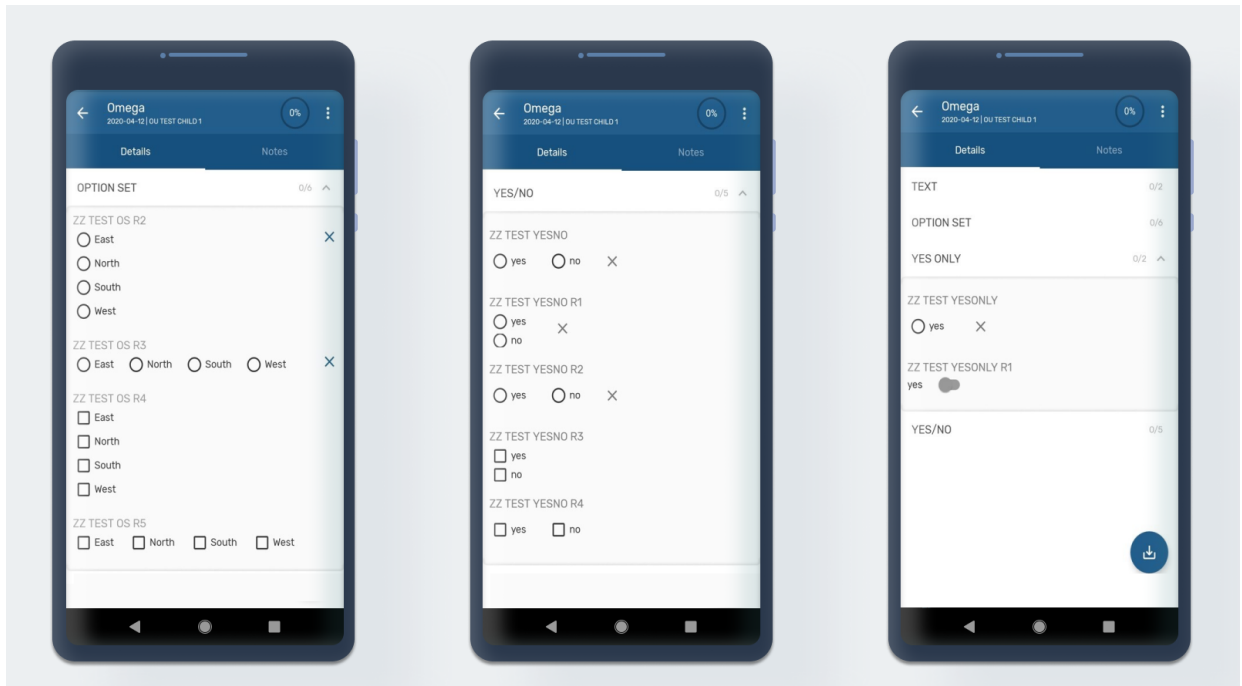 Omega
2020-04-12 | OU TEST CHILD 1
0%
Details Notes
OPTION SET 0/6
ZZ TEST OS R2
East
North
South
West
ZZ TEST OS R3
East North South West
ZZ TEST OS R4
East
North
South
West
ZZ TEST OS R5
East North South West
Omega
2020-04-12 | OU TEST CHILD 1
0%
Details Notes
YES/NO 0/5
ZZ TEST YESNO
yes no
ZZ TEST YESNO R1
yes
no
ZZ TEST YESNO R2
yes no
ZZ TEST YESNO R3
yes
no
ZZ TEST YESNO R4
yes no
Omega
2020-04-12 | OU TEST CHILD 1
0%
Details Notes
TEXT 0/2
OPTION SET 0/6
YES ONLY 0/2
ZZ TEST YESONLY
yes
ZZ TEST YESONLY R1
yes
YES/NO 0/5